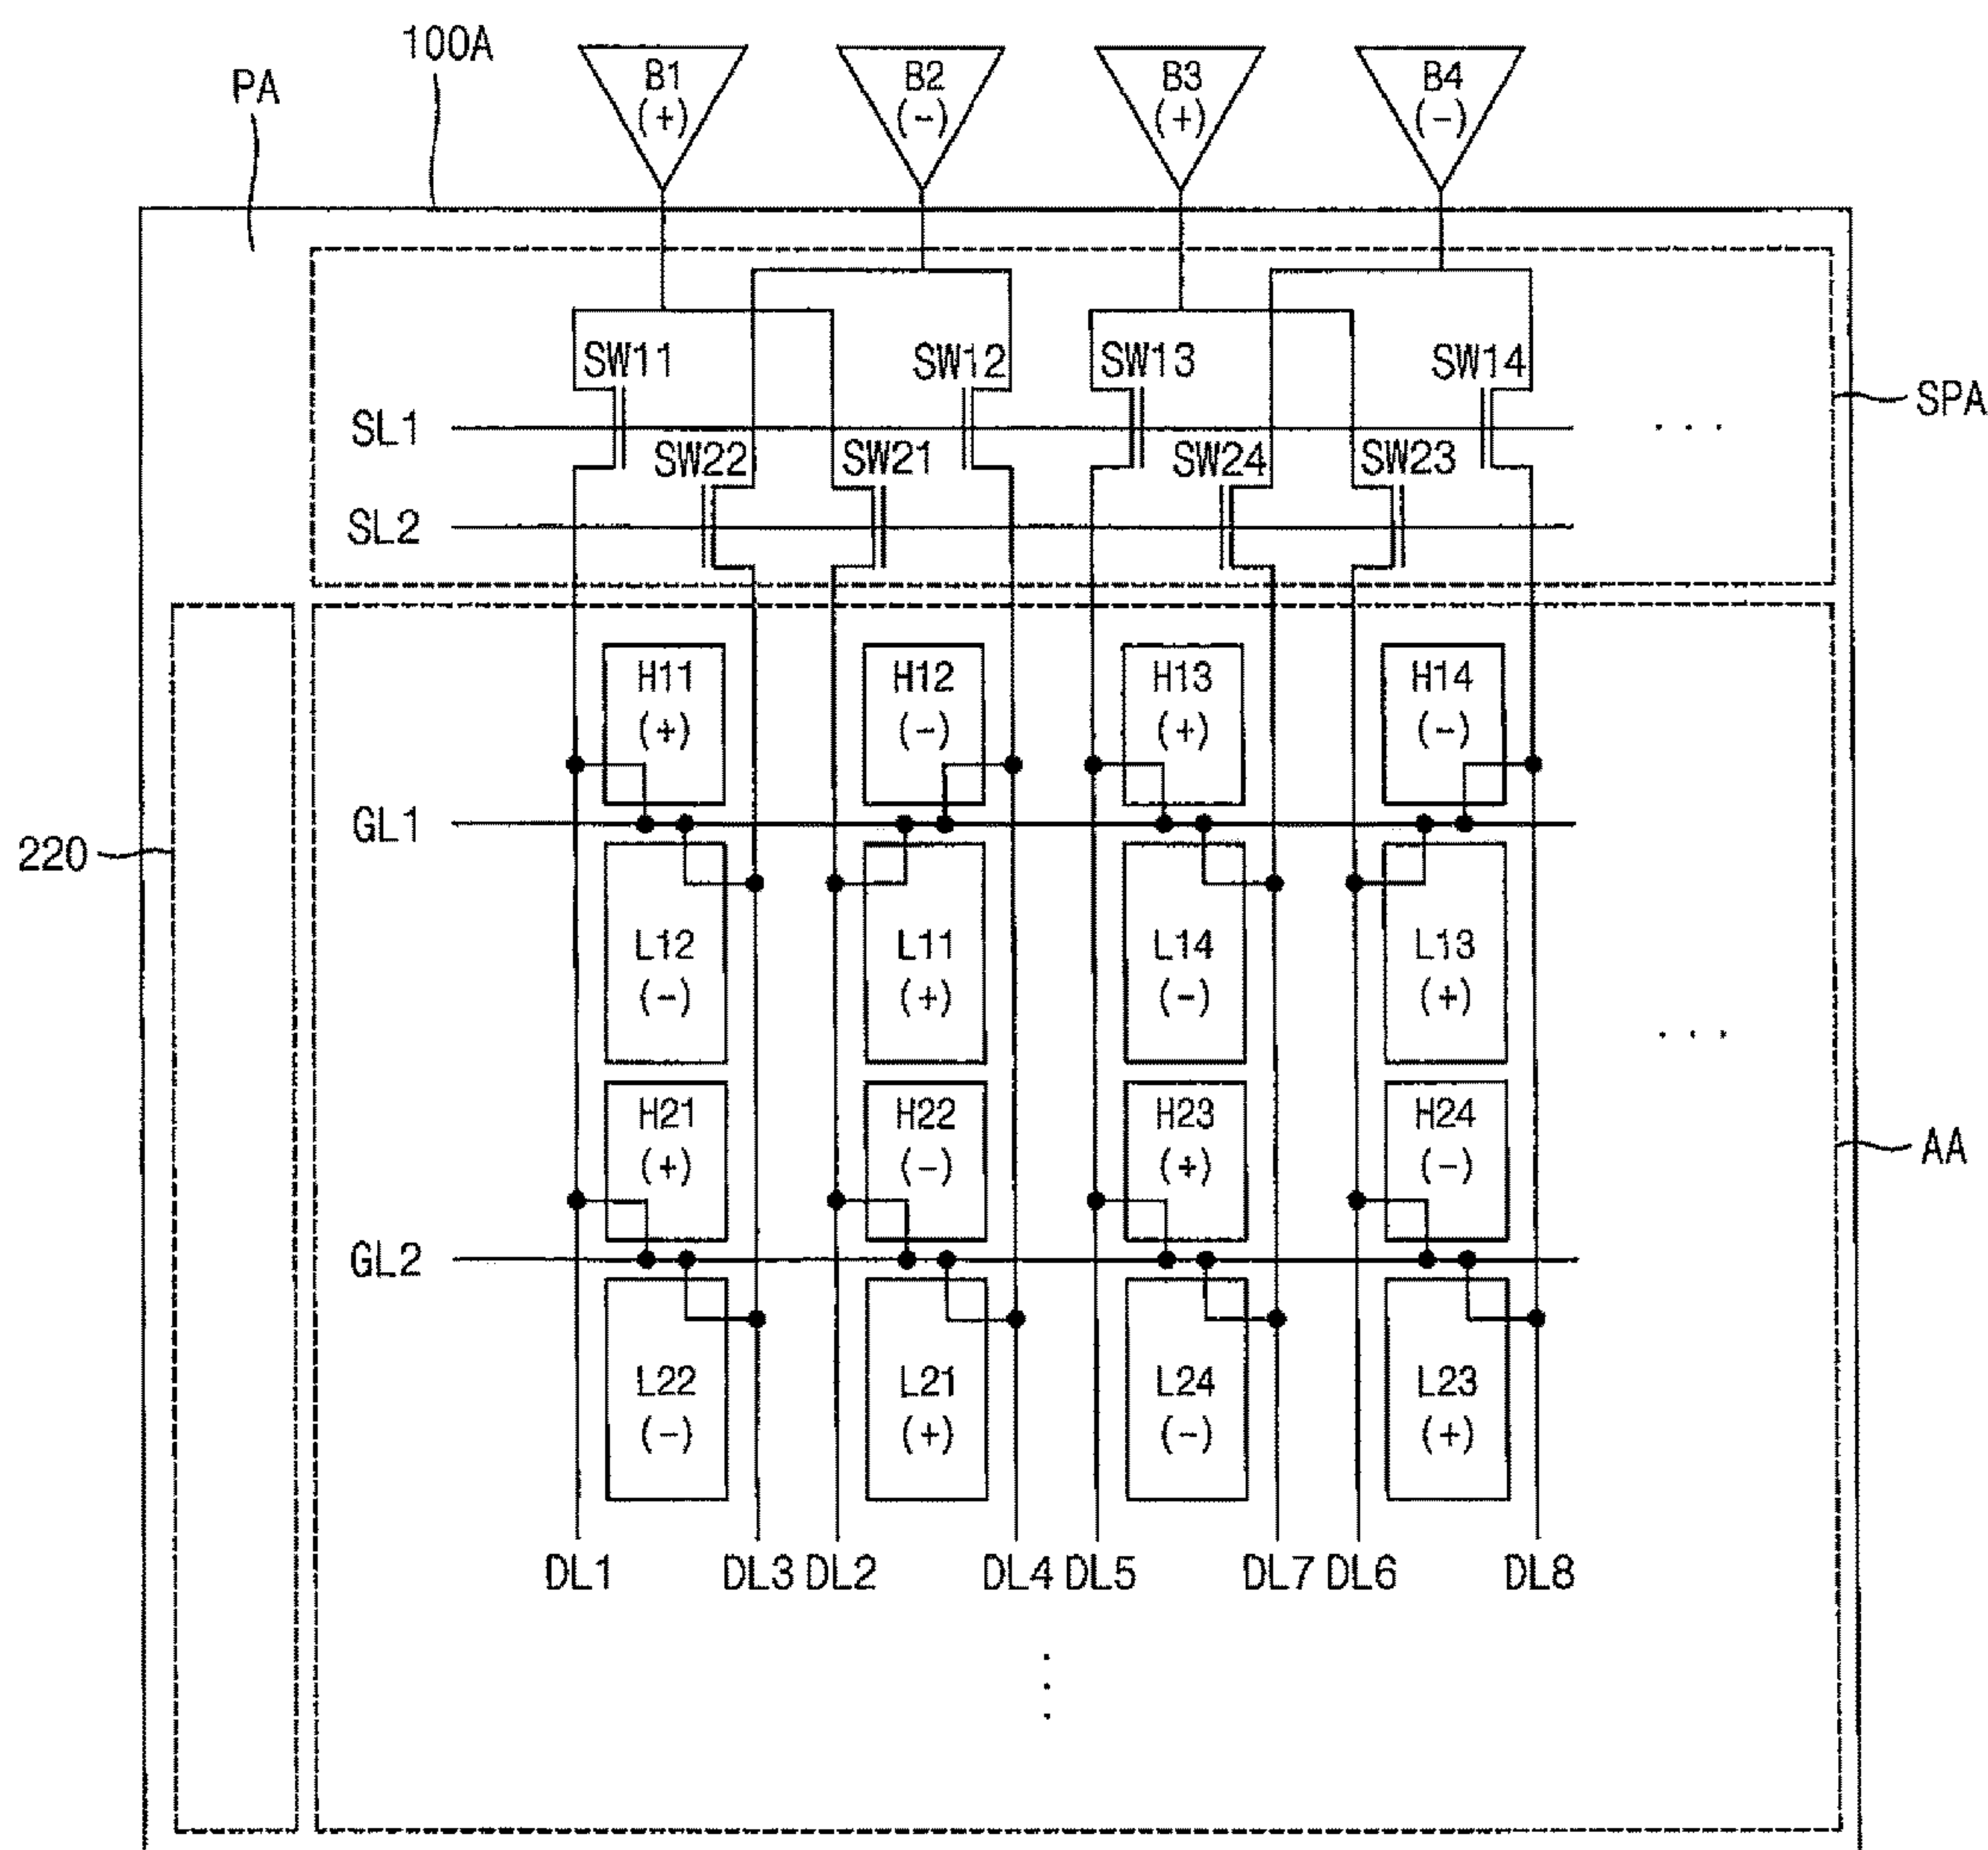 100A
PA
B1
(+)
B2
(-)
B3
(+)
B4
(-)
SW11
SW12
SW13
SW14
SPA
SL1
...
SW22
SW21
SW24
SW23
SL2
H11
(+)
H12
(-)
H13
(+)
H14
(-)
GL1
220
L12
(-)
L11
(+)
L14
(-)
L13
(+)
...
H21
(+)
H22
(-)
H23
(+)
H24
(-)
AA
GL2
L22
(-)
L21
(+)
L24
(-)
L23
(+)
DL1
DL3
DL2
DL4
DL5
DL7
DL6
DL8